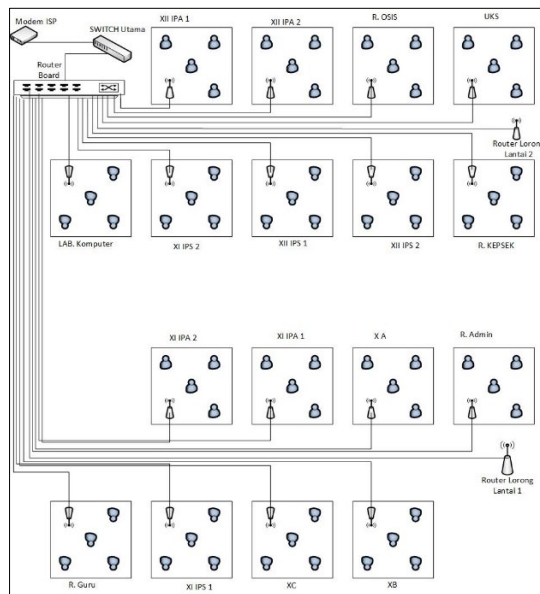 Modem ISP
SWITCH Utama
Router
Board
XII IPA 1
XII IPA 2
R. OSIS
UKS
Router Lorong
Lantai 2
LAB. Komputer
XI IPS 2
XII IPS 1
XII IPS 2
R. KEPSEK
XI IPA 2
XI IPA 1
X A
R. Admin
Router Lorong
Lantai 1
R. Guru
XI IPS 1
XC
XB